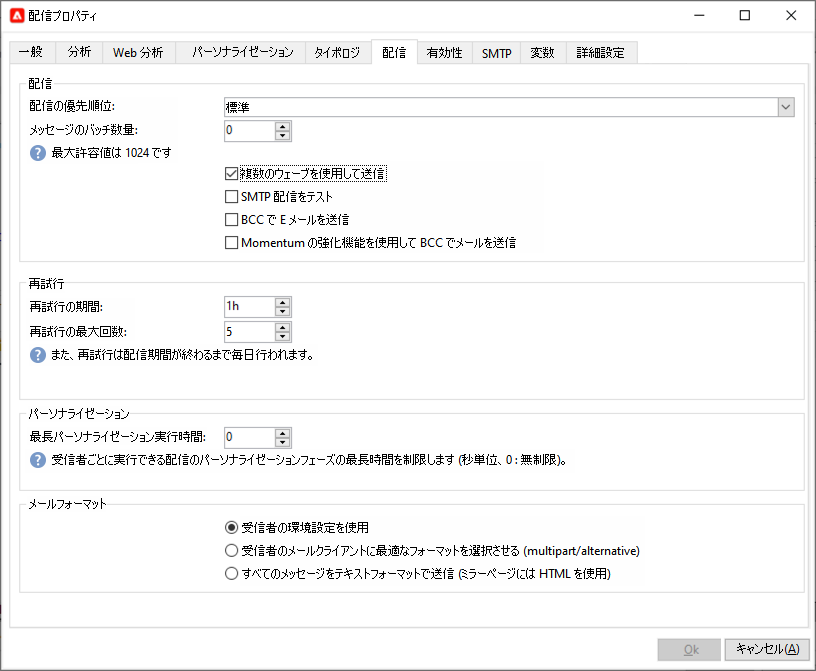 配信プロパティ
一般 分析 Web 分析 パーソナライゼーション タイポロジ 配信 有効性 SMTP 変数 詳細設定
配信
配信の優先順位: 標準
メッセージのバッチ数量: 0
最大許容値は 1024 です
複数のウェーブを使用して送信
SMTP 配信をテスト
BCC で E メールを送信
Momentum の強化機能を使用して BCC でメールを送信
再試行
再試行の期間: 1h
再試行の最大回数: 5
また、再試行は配信期間が終わるまで毎日行われます。
パーソナライゼーション
最長パーソナライゼーション実行時間: 0
受信者ごとに実行できる配信のパーソナライゼーションフェーズの最長時間を制限します (秒単位、0 : 無制限)。
メールフォーマット
受信者の環境設定を使用
受信者のメールクライアントに最適なフォーマットを選択させる (multipart/alternative)
すべてのメッセージをテキストフォーマットで送信 (ミラーページには HTML を使用)
Ok キャンセル(A)